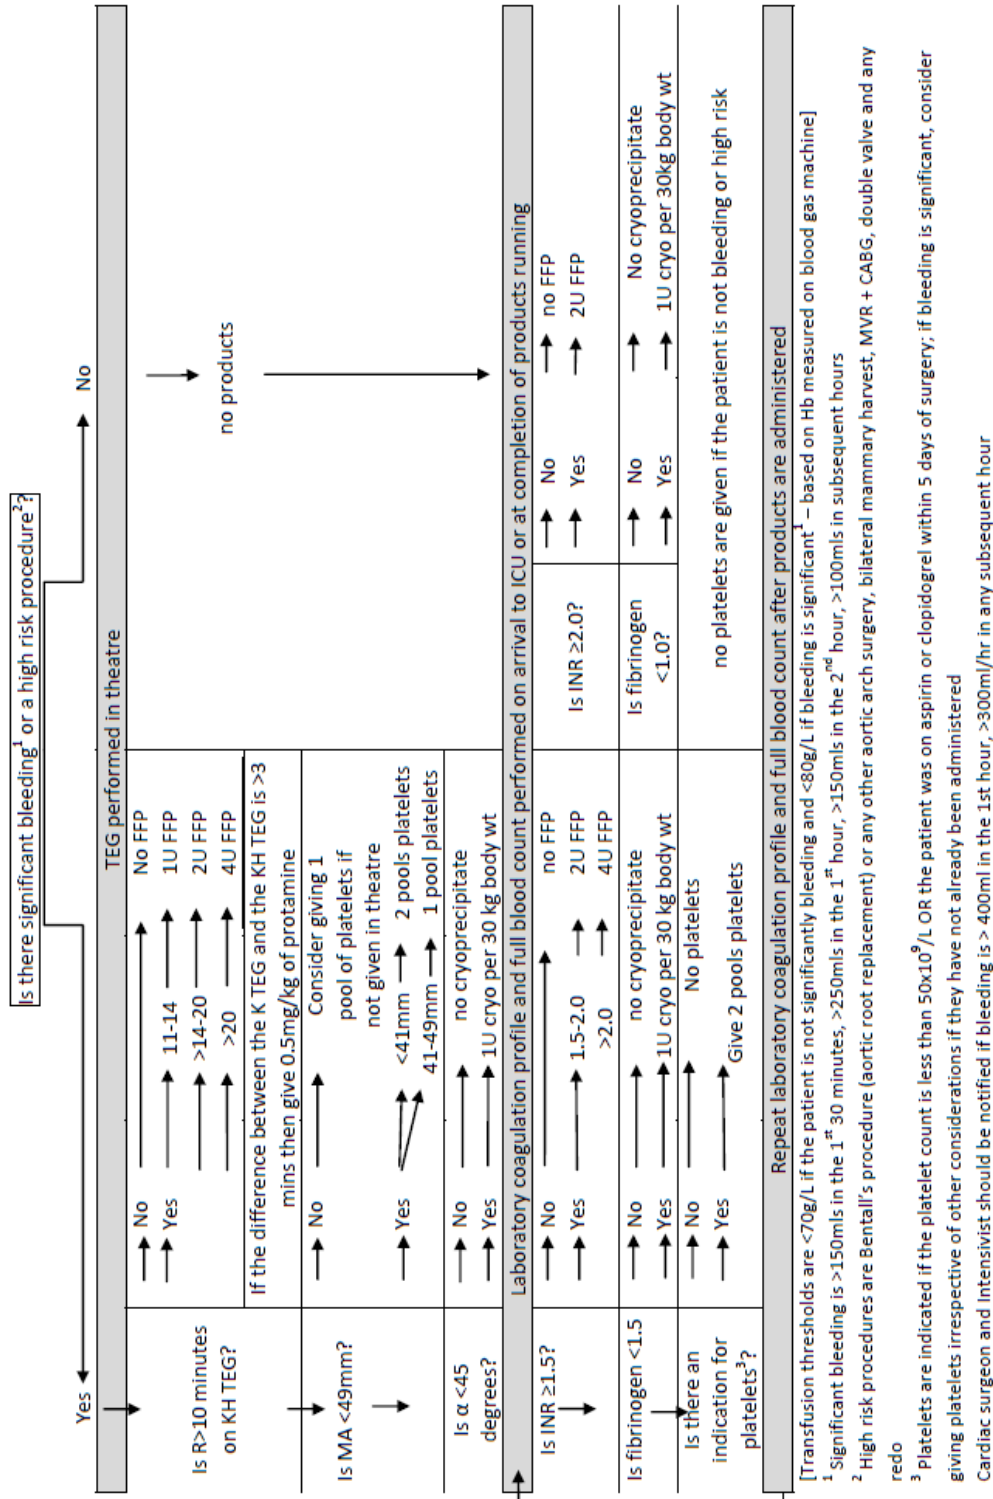 Is there significant bleeding¹ or a high risk procedure²?
Yes
No
TEG performed in theatre
Is R>10 minutes
on KH TEG?
No
No FFP
Yes
11-14
1U FFP
>14-20
2U FFP
>20
4U FFP
If the difference between the K TEG and the KH TEG is >3
mins then give 0.5mg/kg of protamine
Is MA <49mm?
No
Consider giving 1
pool of platelets if
not given in theatre
Yes
<41mm
2 pools platelets
41-49mm
1 pool platelets
Is α <45
degrees?
No
no cryoprecipitate
Yes
1U cryo per 30 kg body wt
no products
Laboratory coagulation profile and full blood count performed on arrival to ICU or at completion of products running
Is INR ≥1.5?
No
no FFP
Yes
1.5-2.0
2U FFP
>2.0
4U FFP
Is fibrinogen <1.5
No
no cryoprecipitate
Yes
1U cryo per 30 kg body wt
Is there an
indication for
platelets³?
No
No platelets
Yes
Give 2 pools platelets
Is INR ≥2.0?
No
no FFP
Yes
2U FFP
Is fibrinogen
<1.0?
No
No cryoprecipitate
Yes
1U cryo per 30kg body wt
no platelets are given if the patient is not bleeding or high risk
Repeat laboratory coagulation profile and full blood count after products are administered
[Transfusion thresholds are <70g/L if the patient is not significantly bleeding and <80g/L if bleeding is significant¹ – based on Hb measured on blood gas machine]
¹ Significant bleeding is >150mls in the 1ˢᵗ 30 minutes, >250mls in the 1ˢᵗ hour, >150mls in the 2ⁿᵈ hour, >100mls in subsequent hours
² High risk procedures are Bentall's procedure (aortic root replacement) or any other aortic arch surgery, bilateral mammary harvest, MVR + CABG, double valve and any
redo
³ Platelets are indicated if the platelet count is less than 50x10⁹/L OR the patient was on aspirin or clopidogrel within 5 days of surgery; if bleeding is significant, consider
giving platelets irrespective of other considerations if they have not already been administered
Cardiac surgeon and Intensivist should be notified if bleeding is > 400ml in the 1st hour, >300ml/hr in any subsequent hour